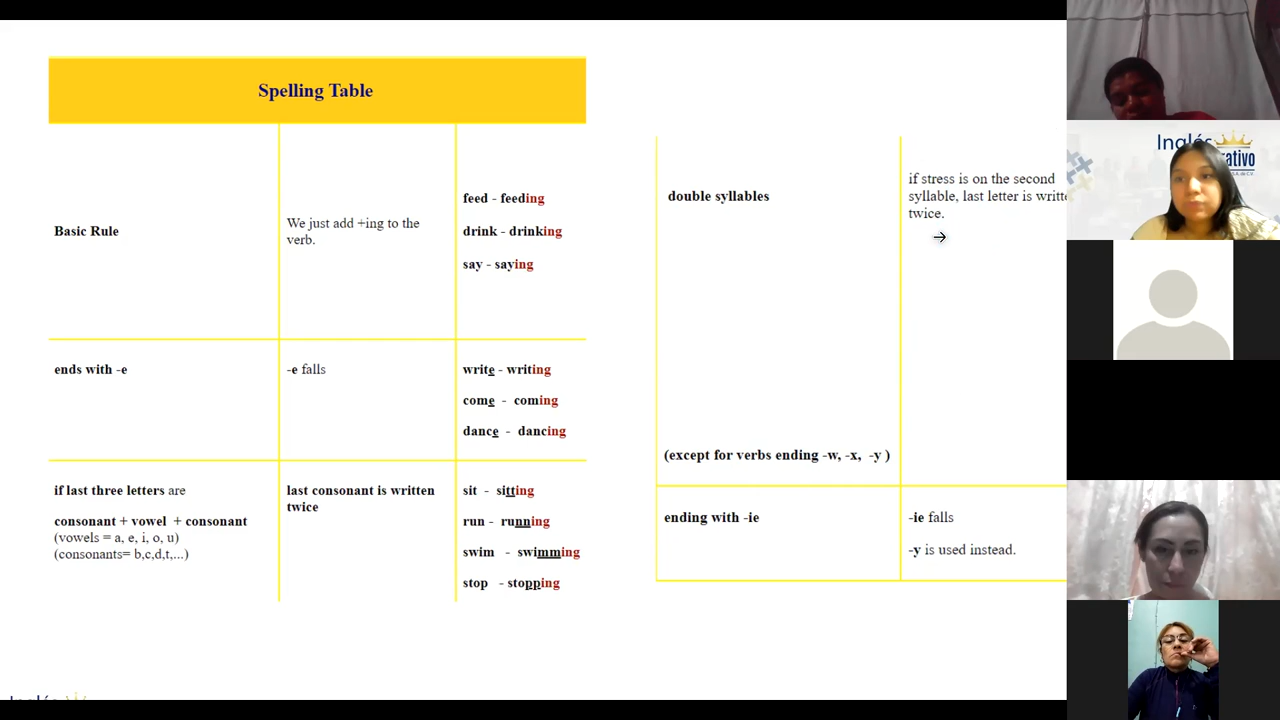 Spelling Table
Basic Rule
We just add +ing to the
verb.
feed - feeding
drink - drinking
say - saying
ends with -e
-e falls
write - writing
come - coming
dance - dancing
if last three letters are
consonant + vowel + consonant
(vowels = a, e, i, o, u)
(consonants= b,c,d,t,...)
last consonant is written
twice
sit - sitting
run - running
swim - swimming
stop - stopping
double syllables
(except for verbs ending -w, -x, -y )
if stress is on the second
syllable, last letter is
twice.
ending with -ie
-ie falls
-y is used instead.
Inglés
S.A. de C.V.